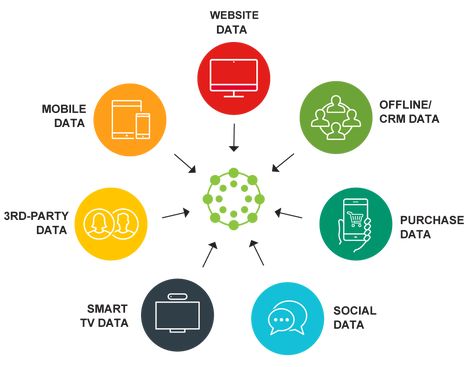 WEBSITE
DATA
OFFLINE/
CRM DATA
PURCHASE
DATA
SOCIAL
DATA
SMART
TV DATA
3RD-PARTY
DATA
MOBILE
DATA